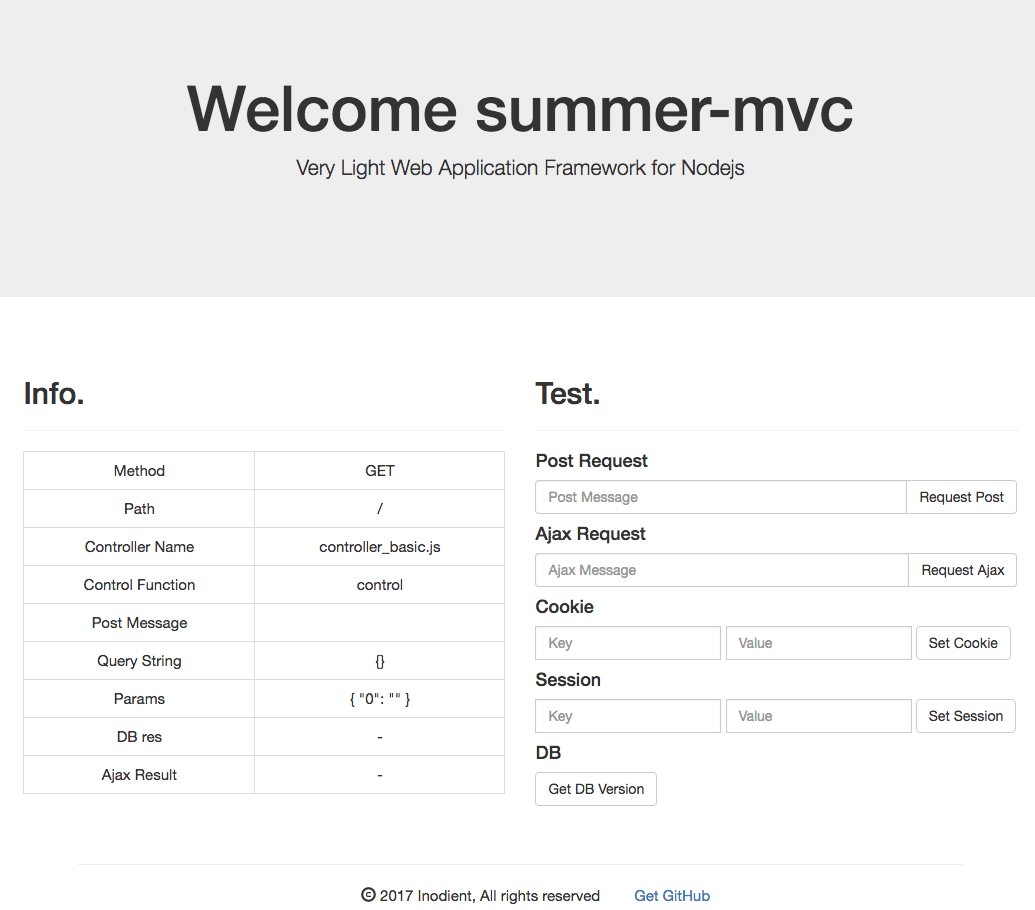 Welcome summer-mvc
Very Light Web Application Framework for Nodejs
Info.
Method GET
Path /
Controller Name controller_basic.js
Control Function control
Post Message
Query String {}
Params { "0": "" }
DB res -
Ajax Result -
Test.
Post Request
Post Message Request Post
Ajax Request
Ajax Message Request Ajax
Cookie
Key Value Set Cookie
Session
Key Value Set Session
DB
Get DB Version
© 2017 Inodient, All rights reserved Get GitHub